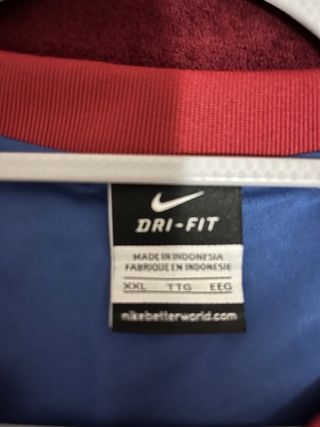 DRI-FIT
MADE IN INDONESIA
FABRIQUE EN INDONESIE
XXL TTG EEG
nikebetterworld.com